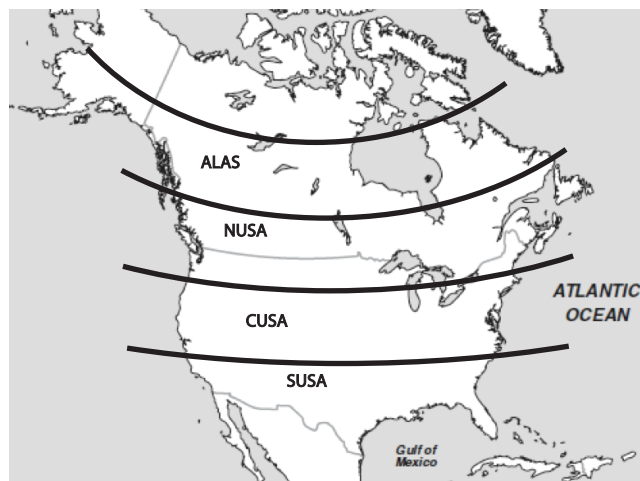 ALAS
NUSA
CUSA
ATLANTIC
OCEAN
SUSA
Gulf of
Mexico